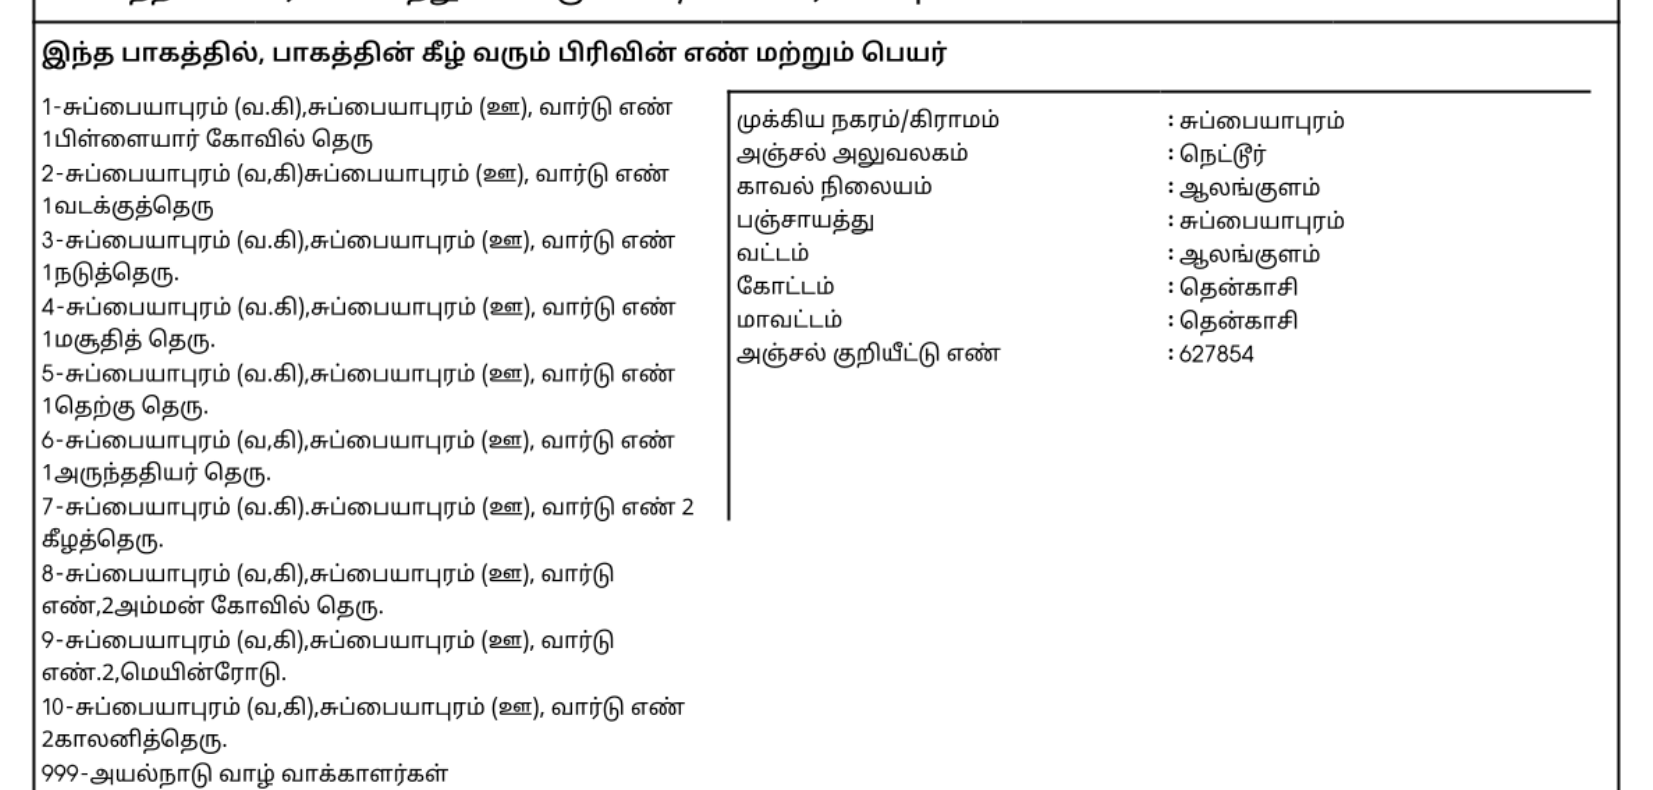 இந்த பாகத்தில், பாகத்தின் கீழ் வரும் பிரிவின் எண் மற்றும் பெயர்
1-சுப்பையாபுரம் (வ.கி),சுப்பையாபுரம் (ஊ), வார்டு எண்
1பிள்ளையார் கோவில் தெரு
2-சுப்பையாபுரம் (வ,கி)சுப்பையாபுரம் (ஊ), வார்டு எண்
1வடக்குத்தெரு
3-சுப்பையாபுரம் (வ.கி),சுப்பையாபுரம் (ஊ), வார்டு எண்
1நடுத்தெரு.
4-சுப்பையாபுரம் (வ.கி),சுப்பையாபுரம் (ஊ), வார்டு எண்
1மசூதித் தெரு.
5-சுப்பையாபுரம் (வ.கி),சுப்பையாபுரம் (ஊ), வார்டு எண்
1தெற்கு தெரு.
6-சுப்பையாபுரம் (வ,கி),சுப்பையாபுரம் (ஊ), வார்டு எண்
1அருந்ததியர் தெரு.
7-சுப்பையாபுரம் (வ.கி).சுப்பையாபுரம் (ஊ), வார்டு எண் 2
கீழத்தெரு.
8-சுப்பையாபுரம் (வ,கி),சுப்பையாபுரம் (ஊ), வார்டு
எண்,2அம்மன் கோவில் தெரு.
9-சுப்பையாபுரம் (வ,கி),சுப்பையாபுரம் (ஊ), வார்டு
எண்.2,மெயின்ரோடு.
10-சுப்பையாபுரம் (வ,கி),சுப்பையாபுரம் (ஊ), வார்டு எண்
2காலனித்தெரு.
999-அயல்நாடு வாழ் வாக்காளர்கள்
முக்கிய நகரம்/கிராமம் : சுப்பையாபுரம்
அஞ்சல் அலுவலகம் : நெட்டூர்
காவல் நிலையம் : ஆலங்குளம்
பஞ்சாயத்து : சுப்பையாபுரம்
வட்டம் : ஆலங்குளம்
கோட்டம் : தென்காசி
மாவட்டம் : தென்காசி
அஞ்சல் குறியீட்டு எண் : 627854